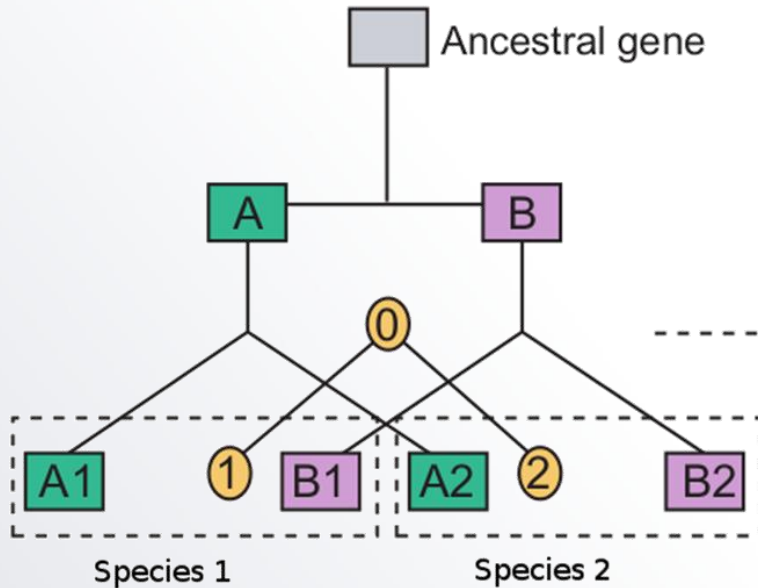 Ancestral gene
A B
0
A1 1 B1 A2 2 B2
Species 1 Species 2